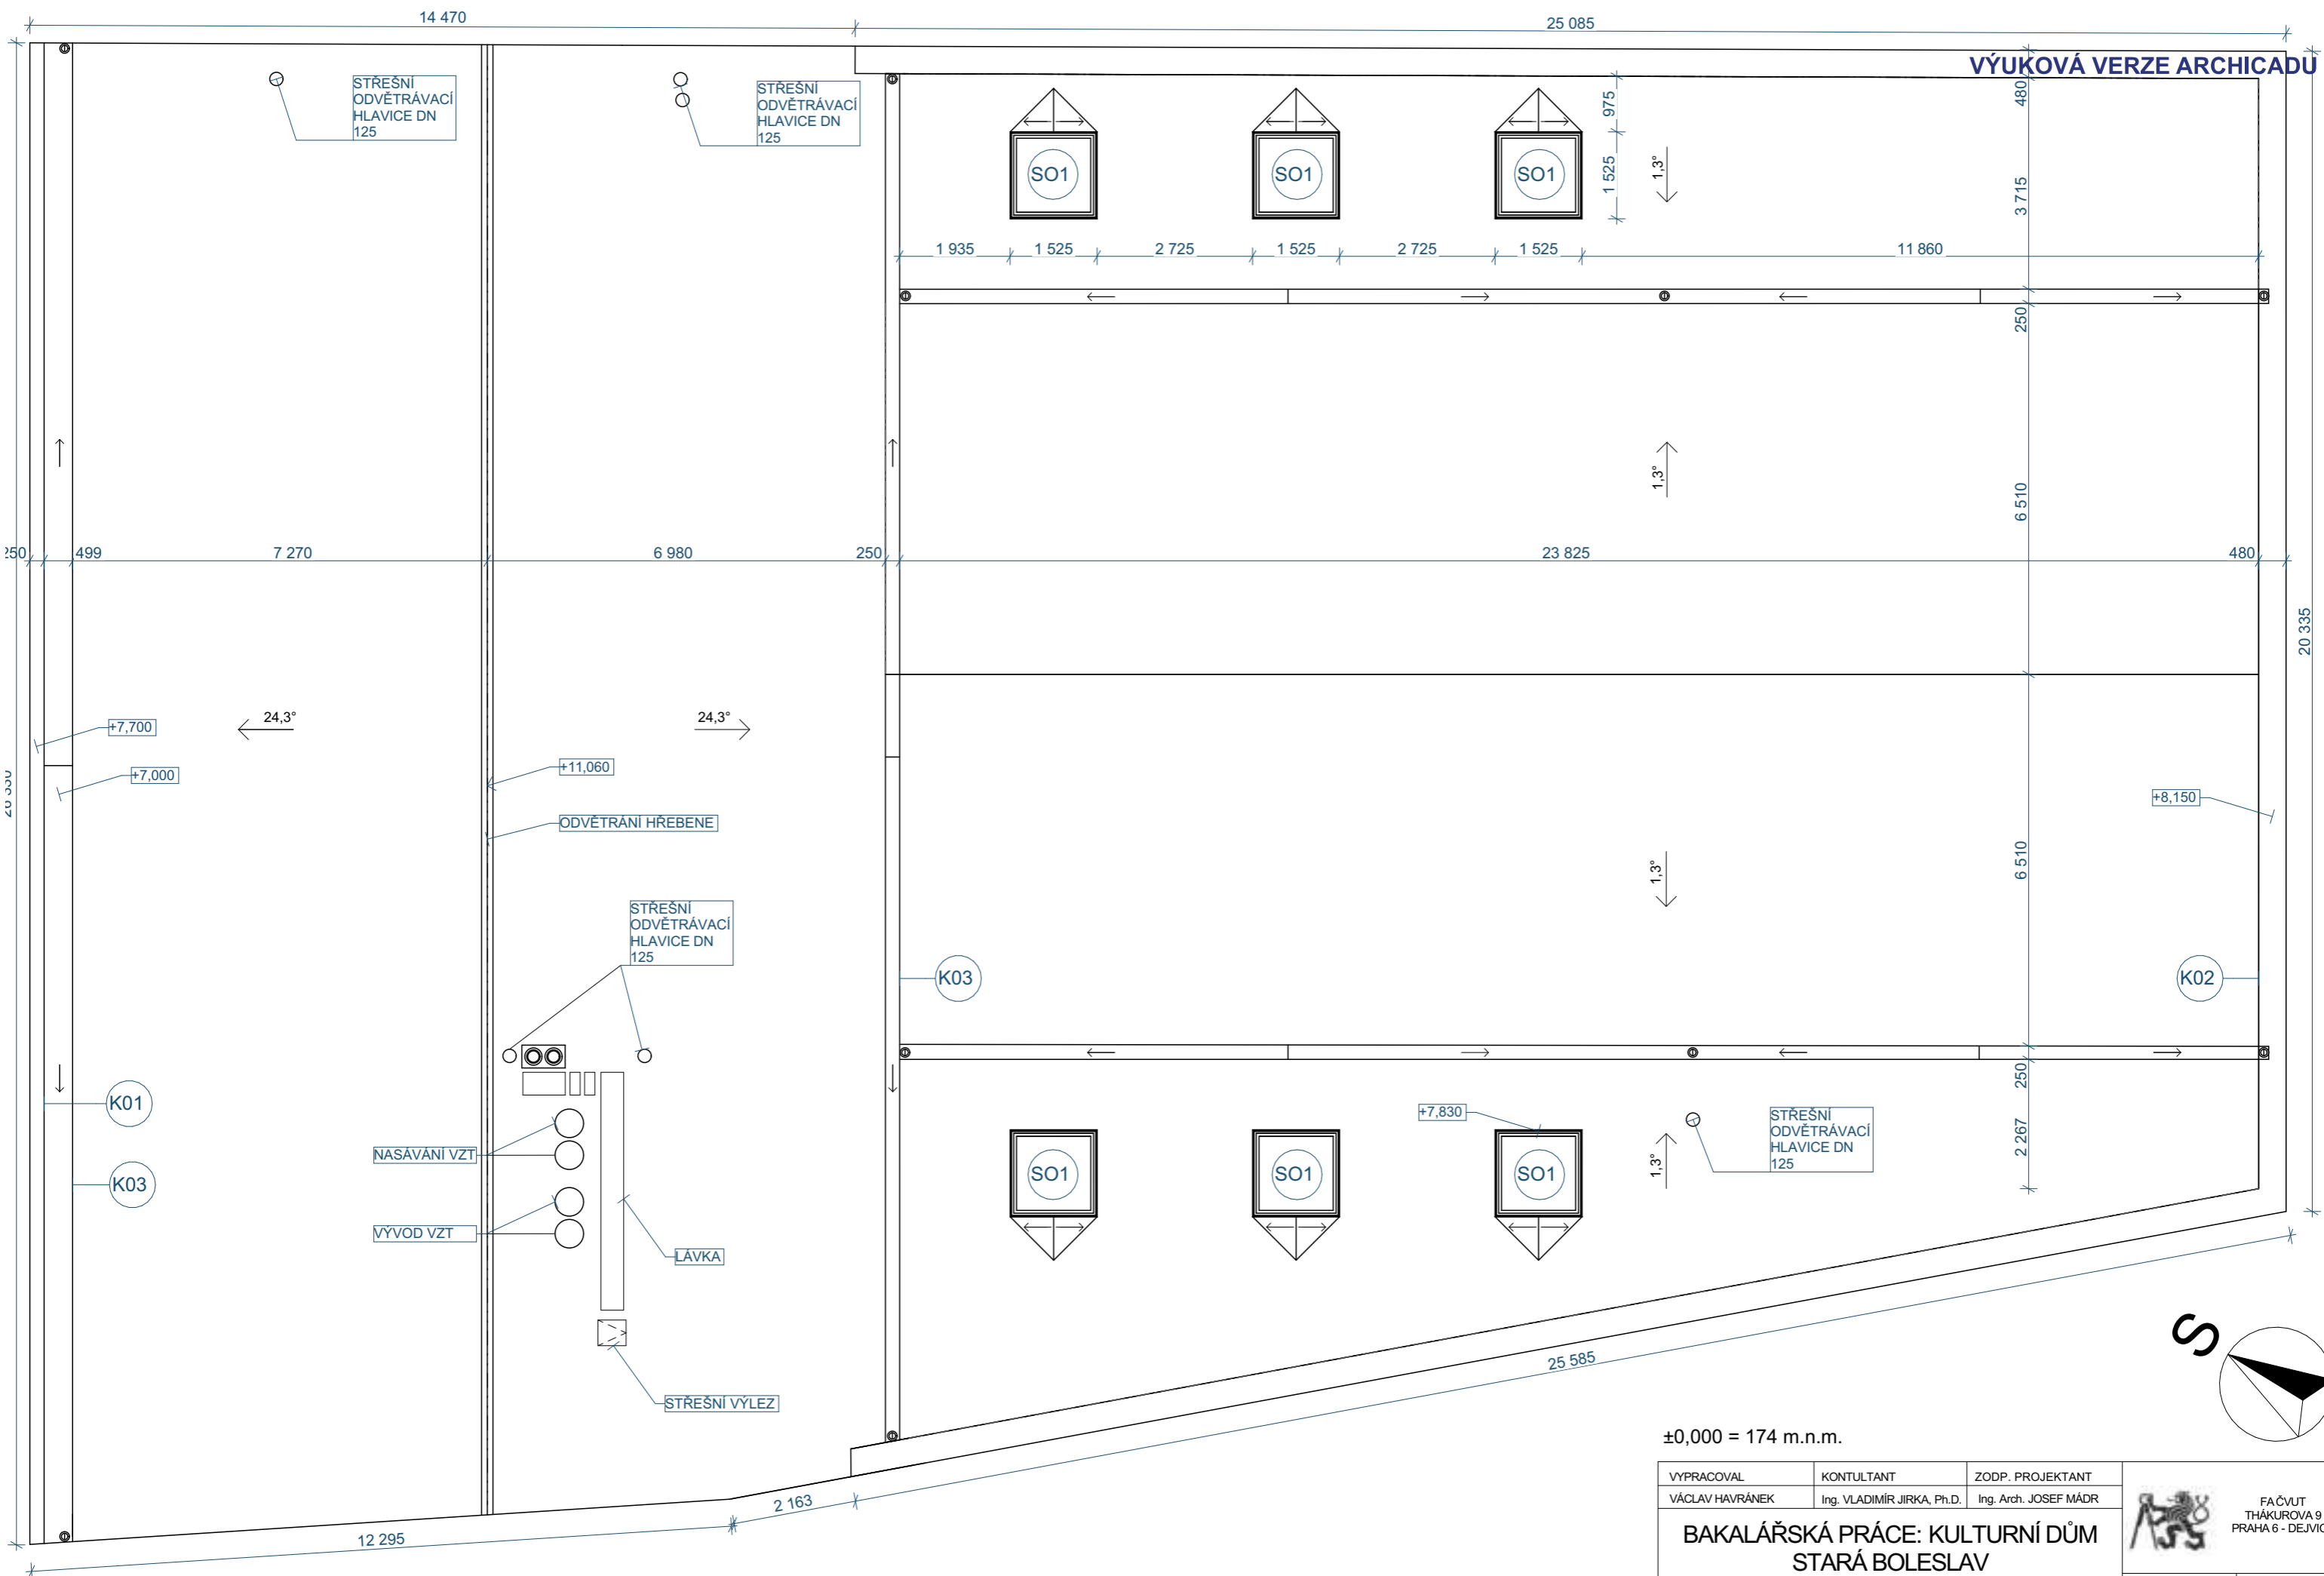 14 470
25 085
VÝUKOVÁ VERZE ARCHICADU
STŘEŠNÍ
ODVĚTRÁVACÍ
HLAVICE DN
125
STŘEŠNÍ
ODVĚTRÁVACÍ
HLAVICE DN
125
480
975
1 525
SO1
SO1
SO1
1,3°
3 715
1 935
1 525
2 725
1 525
2 725
1 525
11 860
250
1,3°
6 510
499
7 270
6 980
250
23 825
480
20 335
24,3°
24,3°
+7,700
+7,000
+11,060
ODVĚTRÁNÍ HŘEBENE
+8,150
1,3°
6 510
STŘEŠNÍ
ODVĚTRÁVACÍ
HLAVICE DN
125
K03
K02
K01
K03
NASÁVÁNÍ VZT
VÝVOD VZT
LÁVKA
STŘEŠNÍ VÝLEZ
250
2 267
+7,830
SO1
SO1
SO1
1,3°
STŘEŠNÍ
ODVĚTRÁVACÍ
HLAVICE DN
125
25 585
2 163
12 295
S
±0,000 = 174 m.n.m.
VYPRACOVAL KONTULTANT ZODP. PROJEKTANT
VÁCLAV HAVRÁNEK Ing. VLADIMÍR JIRKA, Ph.D. Ing. Arch. JOSEF MÁDR
FA ČVUT
THÁKUROVA 9
PRAHA 6 -
BAKALÁŘSKÁ PRÁCE: KULTURNÍ DŮM
STARÁ BOLESLAV